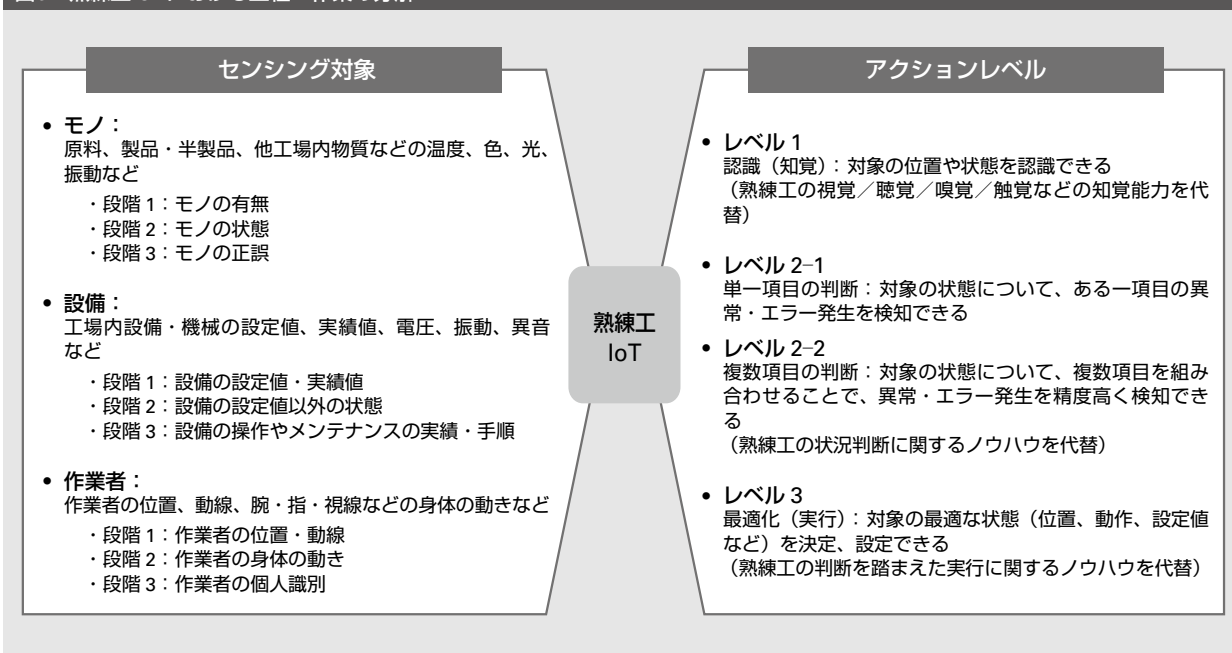 センシング対象
• モノ：
原料、製品・半製品、他工場内物質などの温度、色、光、
振動など
・段階 1：モノの有無
・段階 2：モノの状態
・段階 3：モノの正誤
• 設備：
工場内設備・機械の設定値、実績値、電圧、振動、異音
など
・段階 1：設備の設定値・実績値
・段階 2：設備の設定値以外の状態
・段階 3：設備の操作やメンテナンスの実績・手順
• 作業者：
作業者の位置、動線、腕・指・視線などの身体の動きなど
・段階 1：作業者の位置・動線
・段階 2：作業者の身体の動き
・段階 3：作業者の個人識別
熟練工
IoT
アクションレベル
• レベル 1
認識（知覚）：対象の位置や状態を認識できる
（熟練工の視覚／聴覚／嗅覚／触覚などの知覚能力を代
替）
• レベル 2–1
単一項目の判断：対象の状態について、ある一項目の異
常・エラー発生を検知できる
• レベル 2–2
複数項目の判断：対象の状態について、複数項目を組み
合わせることで、異常・エラー発生を精度高く検知でき
る
（熟練工の状況判断に関するノウハウを代替）
• レベル 3
最適化（実行）：対象の最適な状態（位置、動作、設定値
など）を決定、設定できる
（熟練工の判断を踏まえた実行に関するノウハウを代替）